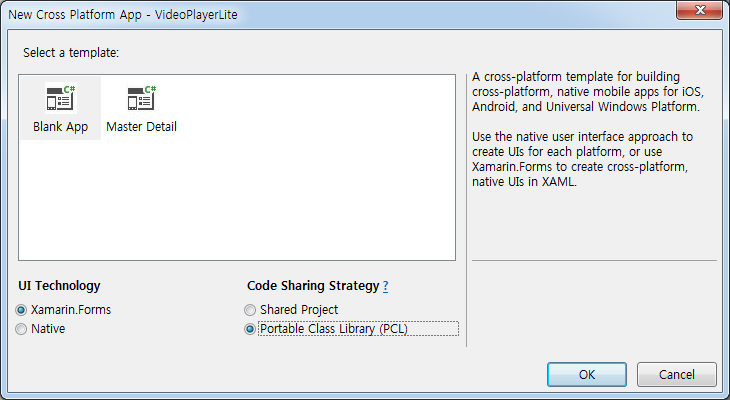 New Cross Platform App - VideoPlayerLite
Select a template:
C#
C#
Blank App
Master Detail
A cross-platform template for building
cross-platform, native mobile apps for iOS,
Android, and Universal Windows Platform.
Use the native user interface approach to
create UIs for each platform, or use
Xamarin.Forms to create cross-platform,
native UIs in XAML.
UI Technology
Xamarin.Forms
Native
Code Sharing Strategy ?
Shared Project
Portable Class Library (PCL)
OK
Cancel